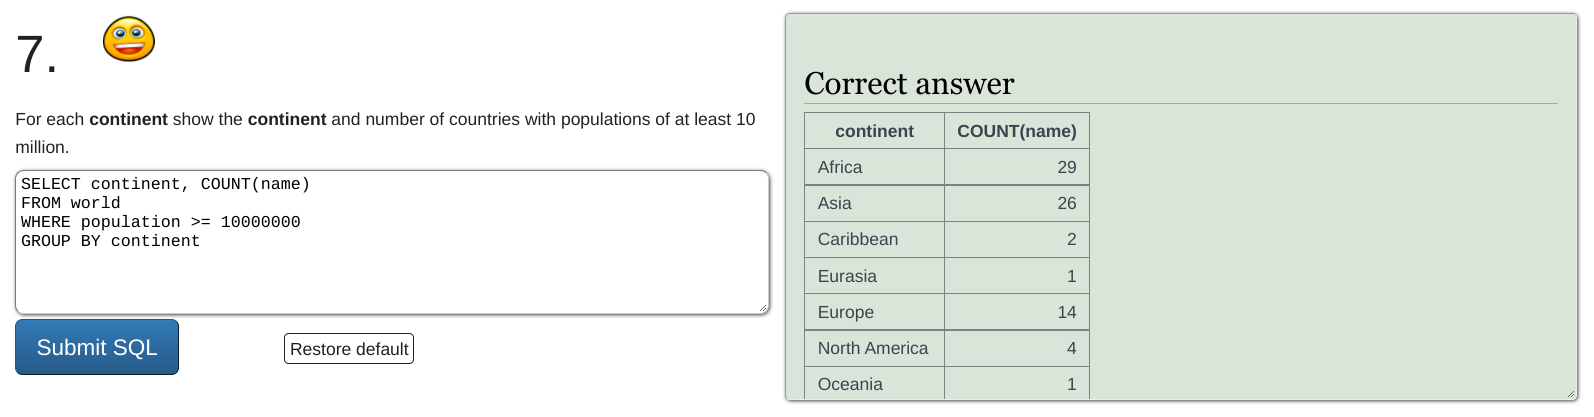 7.
For each continent show the continent and number of countries with populations of at least 10
million.
SELECT continent, COUNT(name)
FROM world
WHERE population >= 10000000
GROUP BY continent
Submit SQL
Restore default
Correct answer
continent COUNT(name)
Africa 29
Asia 26
Caribbean 2
Eurasia 1
Europe 14
North America 4
Oceania 1